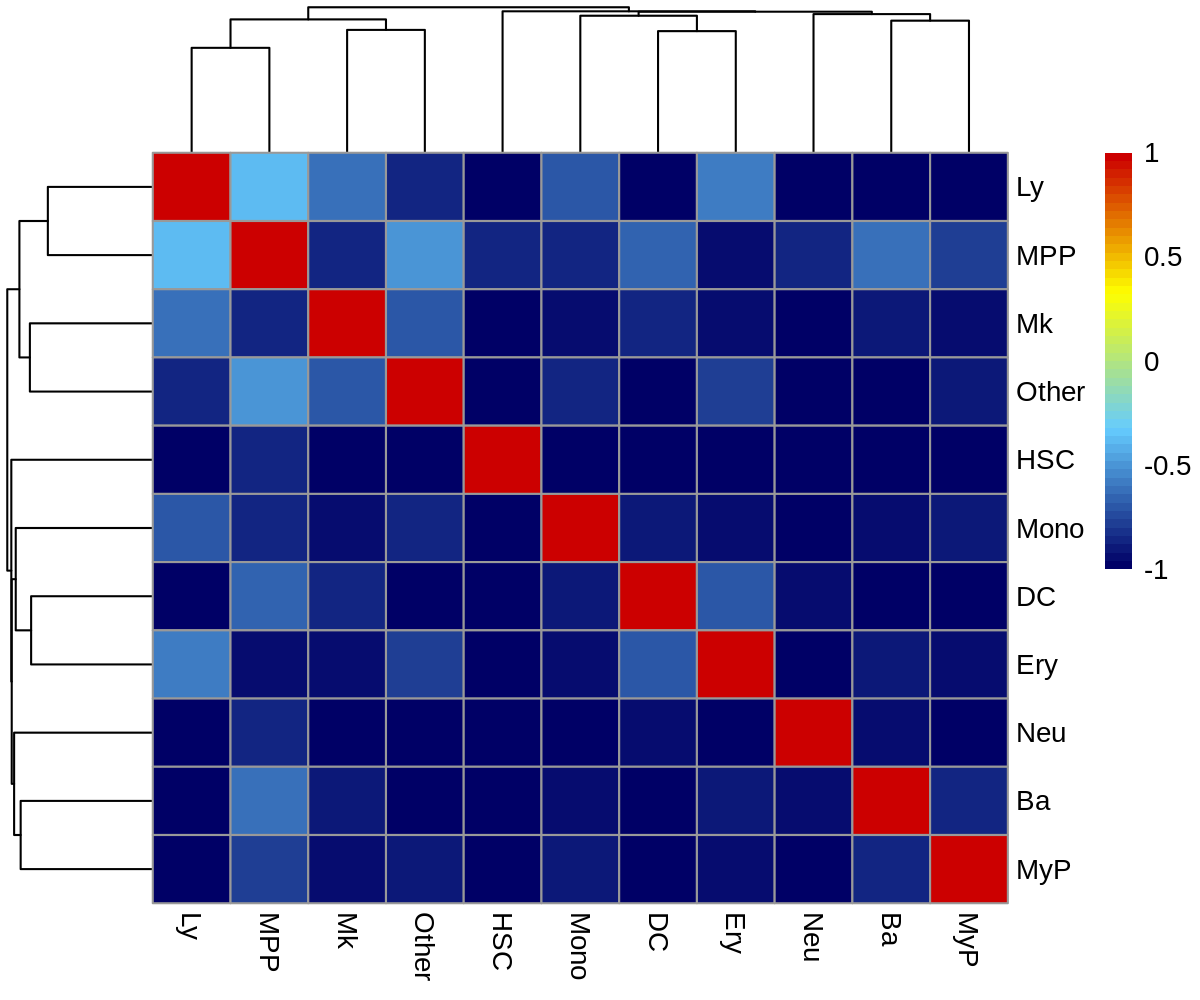 Ly
MPP
Mk
Other
HSC
Mono
DC
Ery
Neu
Ba
MyP
1
0.5
0
-0.5
-1
Ly
MPP
Mk
Other
HSC
Mono
DC
Ery
Neu
Ba
MyP